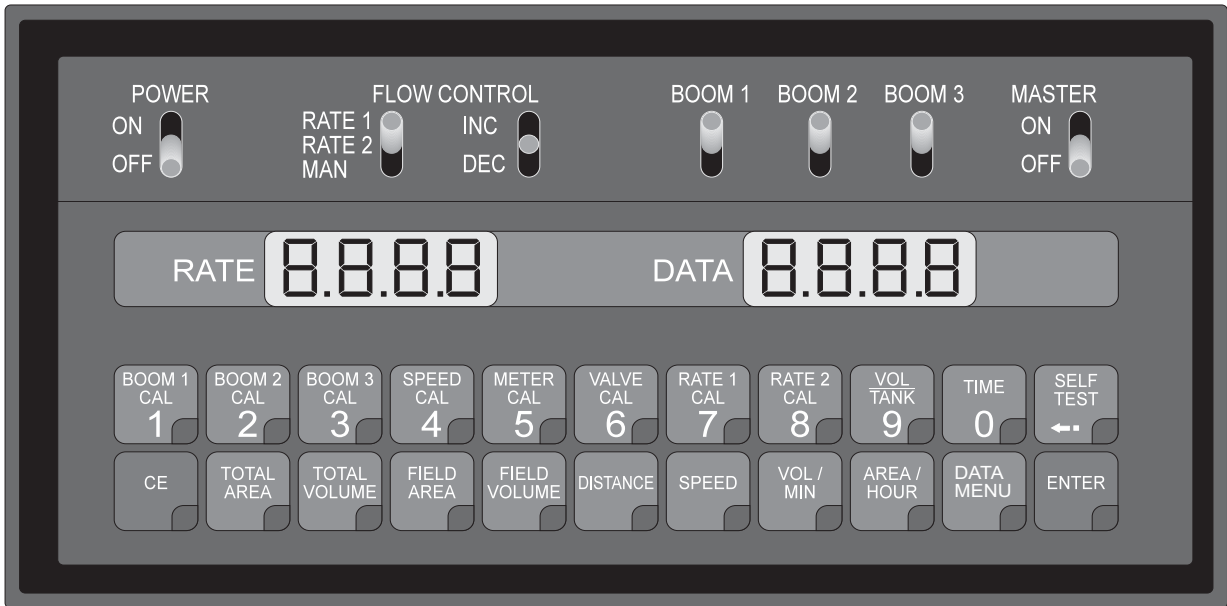 POWER
ON
OFF
FLOW CONTROL
RATE 1
RATE 2
MAN
INC
DEC
BOOM 1
BOOM 2
BOOM 3
MASTER
ON
OFF
RATE 8.8.8.8
DATA 8.8.8.8
BOOM 1
CAL
1
BOOM 2
CAL
2
BOOM 3
CAL
3
SPEED
CAL
4
METER
CAL
5
VALVE
CAL
6
RATE 1
CAL
7
RATE 2
CAL
8
VOL
TANK
9
TIME
0
SELF
TEST
CE
TOTAL
AREA
TOTAL
VOLUME
FIELD
AREA
FIELD
VOLUME
DISTANCE
SPEED
VOL /
MIN
AREA /
HOUR
DATA
MENU
ENTER